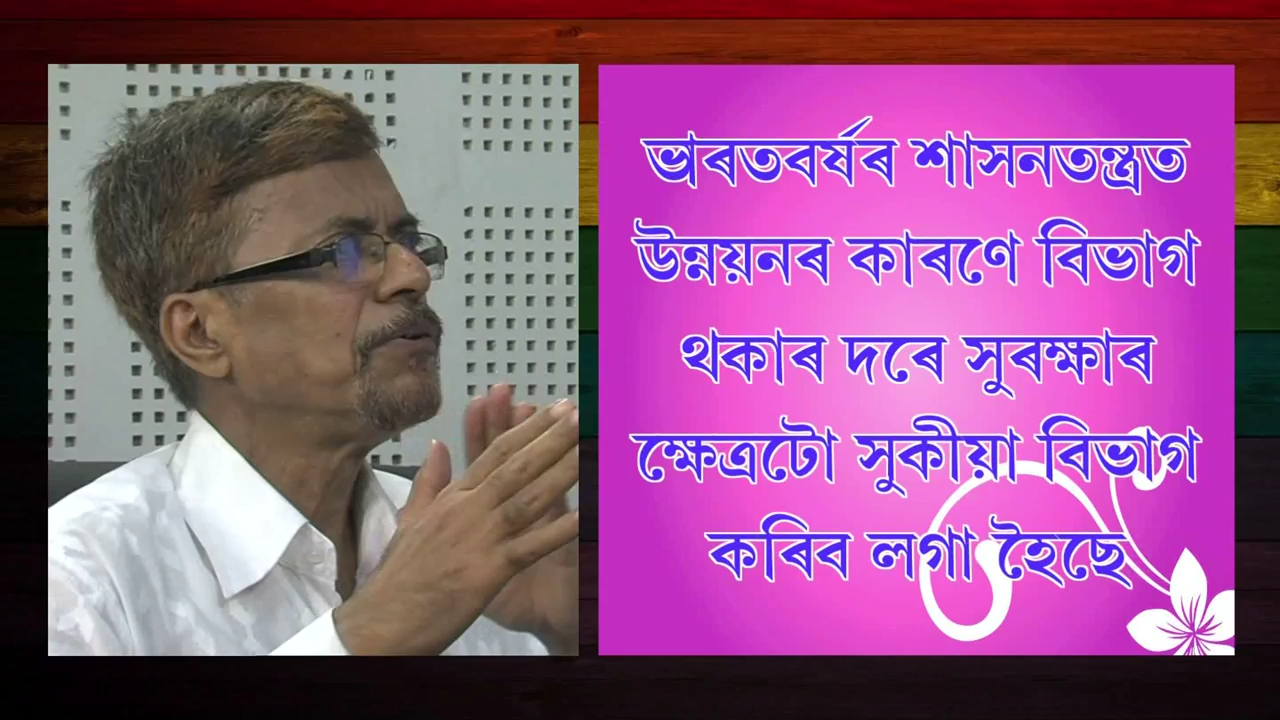 ভাৰতবৰ্ষৰ শাসনতন্ত্ৰত
উন্নয়নৰ কাৰণে বিভাগ
থকাৰ দৰে সুৰক্ষাৰ
ক্ষেত্ৰটো সুকীয়া বিভাগ
কৰিব লগা হৈছে